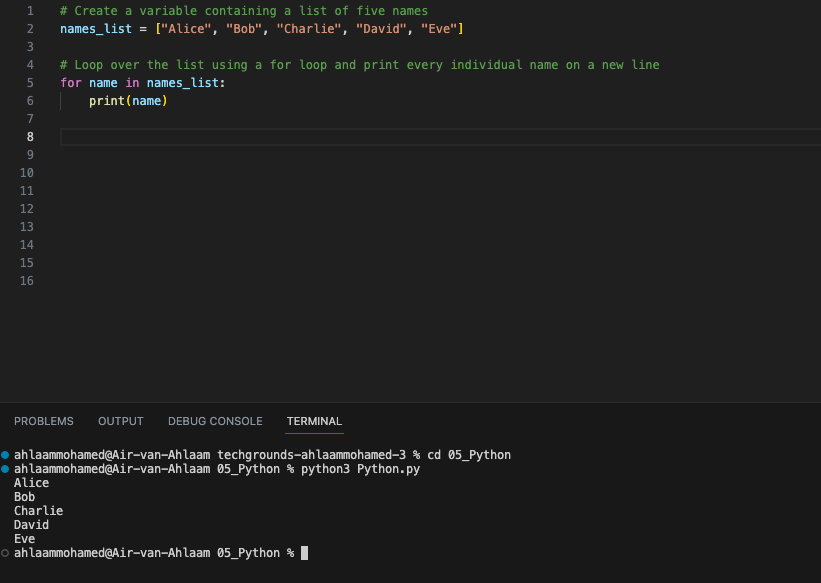 1 # Create a variable containing a list of five names
2 names_list = ["Alice", "Bob", "Charlie", "David", "Eve"]
3
4 # Loop over the list using a for loop and print every individual name on a new line
5 for name in names_list:
6     print(name)
7
8
9
10
11
12
13
14
15
16
PROBLEMS OUTPUT DEBUG CONSOLE TERMINAL
ahlaammohamed@Air-van-Ahlaam techgrounds-ahlaammohamed-3 % cd 05_Python
ahlaammohamed@Air-van-Ahlaam 05_Python % python3 Python.py
Alice
Bob
Charlie
David
Eve
ahlaammohamed@Air-van-Ahlaam 05_Python %